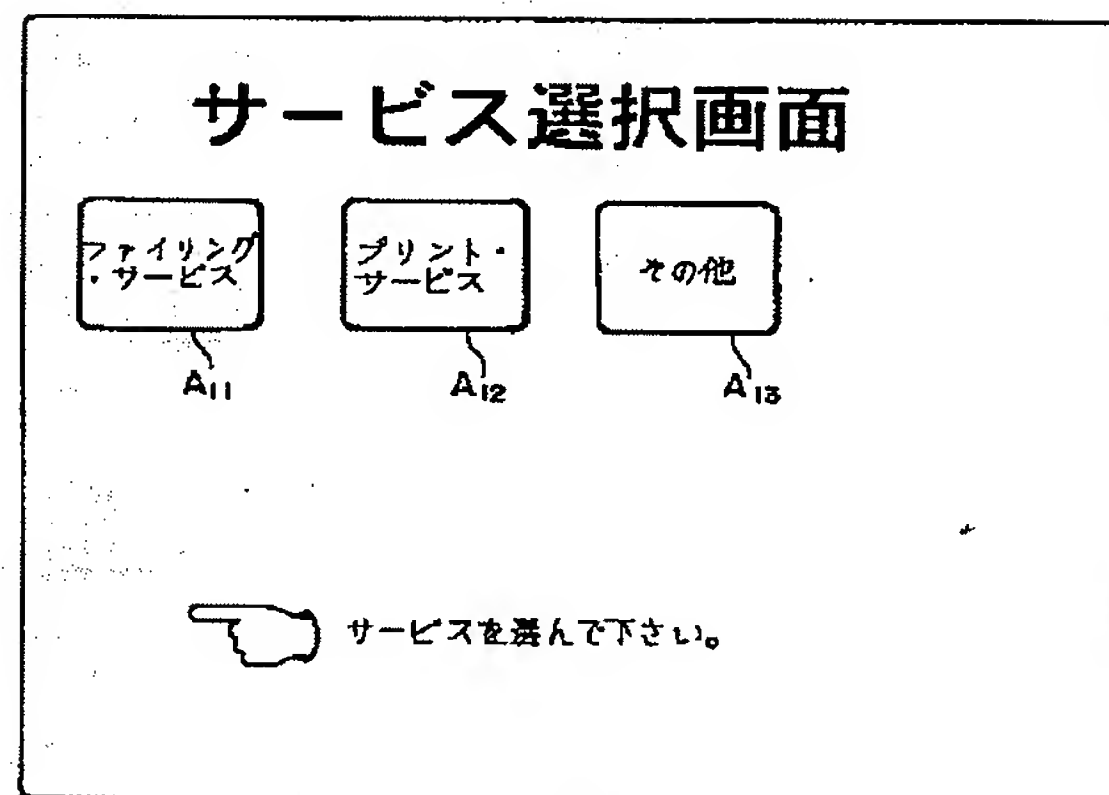 サービス選択画面
ファイリング
・サービス
プリント・
サービス
その他
A11
A12
A13
サービスを選んで下さい。